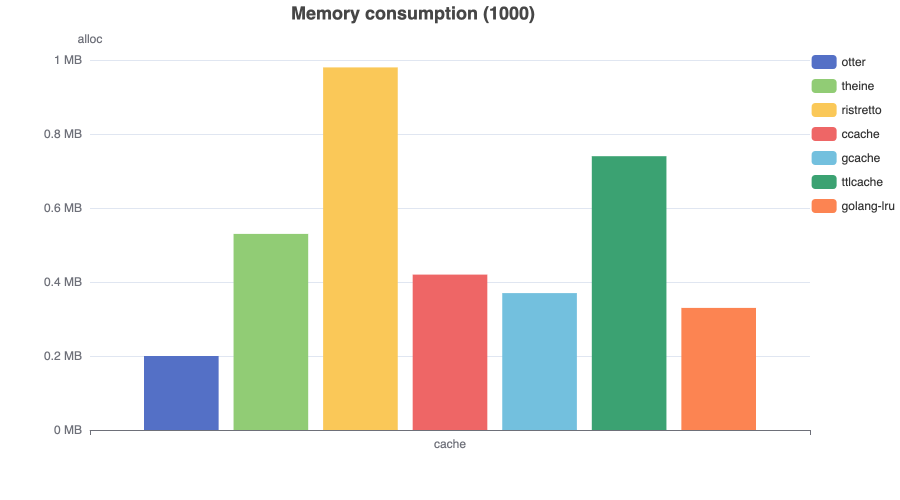 Memory consumption (1000)
alloc
1 MB
0.8 MB
0.6 MB
0.4 MB
0.2 MB
0 MB
cache
otter
theine
ristretto
ccache
gcache
ttlcache
golang-lru